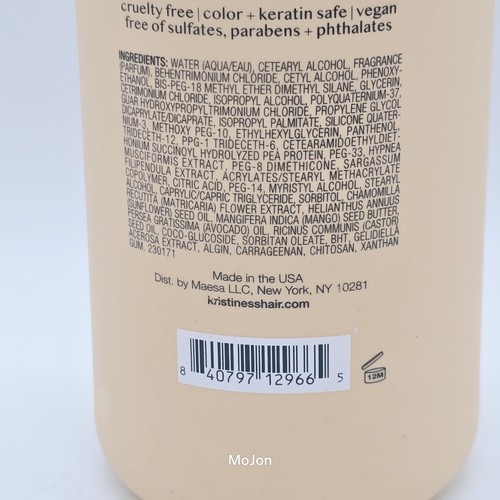 cruelty free | color + keratin safe | vegan
free of sulfates, parabens + phthalates
INGREDIENTS: WATER (AQUA/EAU), CETEARYL ALCOHOL, FRAGRANCE
(PARFUM), BEHENTRIMONIUM CHLORIDE, CETYL ALCOHOL, PHENOXY-
ETHANOL, BIS-PEG-18 METHYL ETHER DIMETHYL SILANE, GLYCERIN,
CETRIMONIUM CHLORIDE, ISOPROPYL ALCOHOL, POLYQUATERNIUM-37,
GUAR HYDROXYPROPYLTRIMONIUM CHLORIDE, PROPYLENE GLYCOL
DICAPRYLATE/DICAPRATE, ISOPROPYL PALMITATE, SILICONE QUATER-
NIUM-3, METHOXY PEG-10, ETHYLHEXYLGLYCERIN, PANTHENOL,
TRIDECETH-12, PPG-1 TRIDECETH-6, CETEARAMIDOETHYLDIET-
HONIUM SUCCINOYL HYDROLYZED PEA PROTEIN, PEG-33, HYPNEA
MUSCIFORMIS EXTRACT, PEG-8 DIMETHICONE, SARGASSUM
FILIPENDULA EXTRACT, ACRYLATES/STEARYL METHACRYLATE
COPOLYMER, CITRIC ACID, PEG-14, MYRISTYL ALCOHOL, STEARYL
ALCOHOL, CAPRYLIC/CAPRIC TRIGLYCERIDE, SORBITOL, CHAMOMILLA
RECUTITA (MATRICARIA) FLOWER EXTRACT, HELIANTHUS ANNUUS
(SUNFLOWER) SEED OIL, MANGIFERA INDICA (MANGO) SEED BUTTER,
PERSEA GRATISSIMA (AVOCADO) OIL, RICINUS COMMUNIS (CASTOR)
SEED OIL, COCO-GLUCOSIDE, SORBITAN OLEATE, BHT, GELIDIELLA
ACEROSA EXTRACT, ALGIN, CARRAGEENAN, CHITOSAN, XANTHAN
GUM. 230171
Made in the USA
Dist. by Maesa LLC, New York, NY 10281
kristinesshair.com
8 40797 12966 5
12M
MoJon